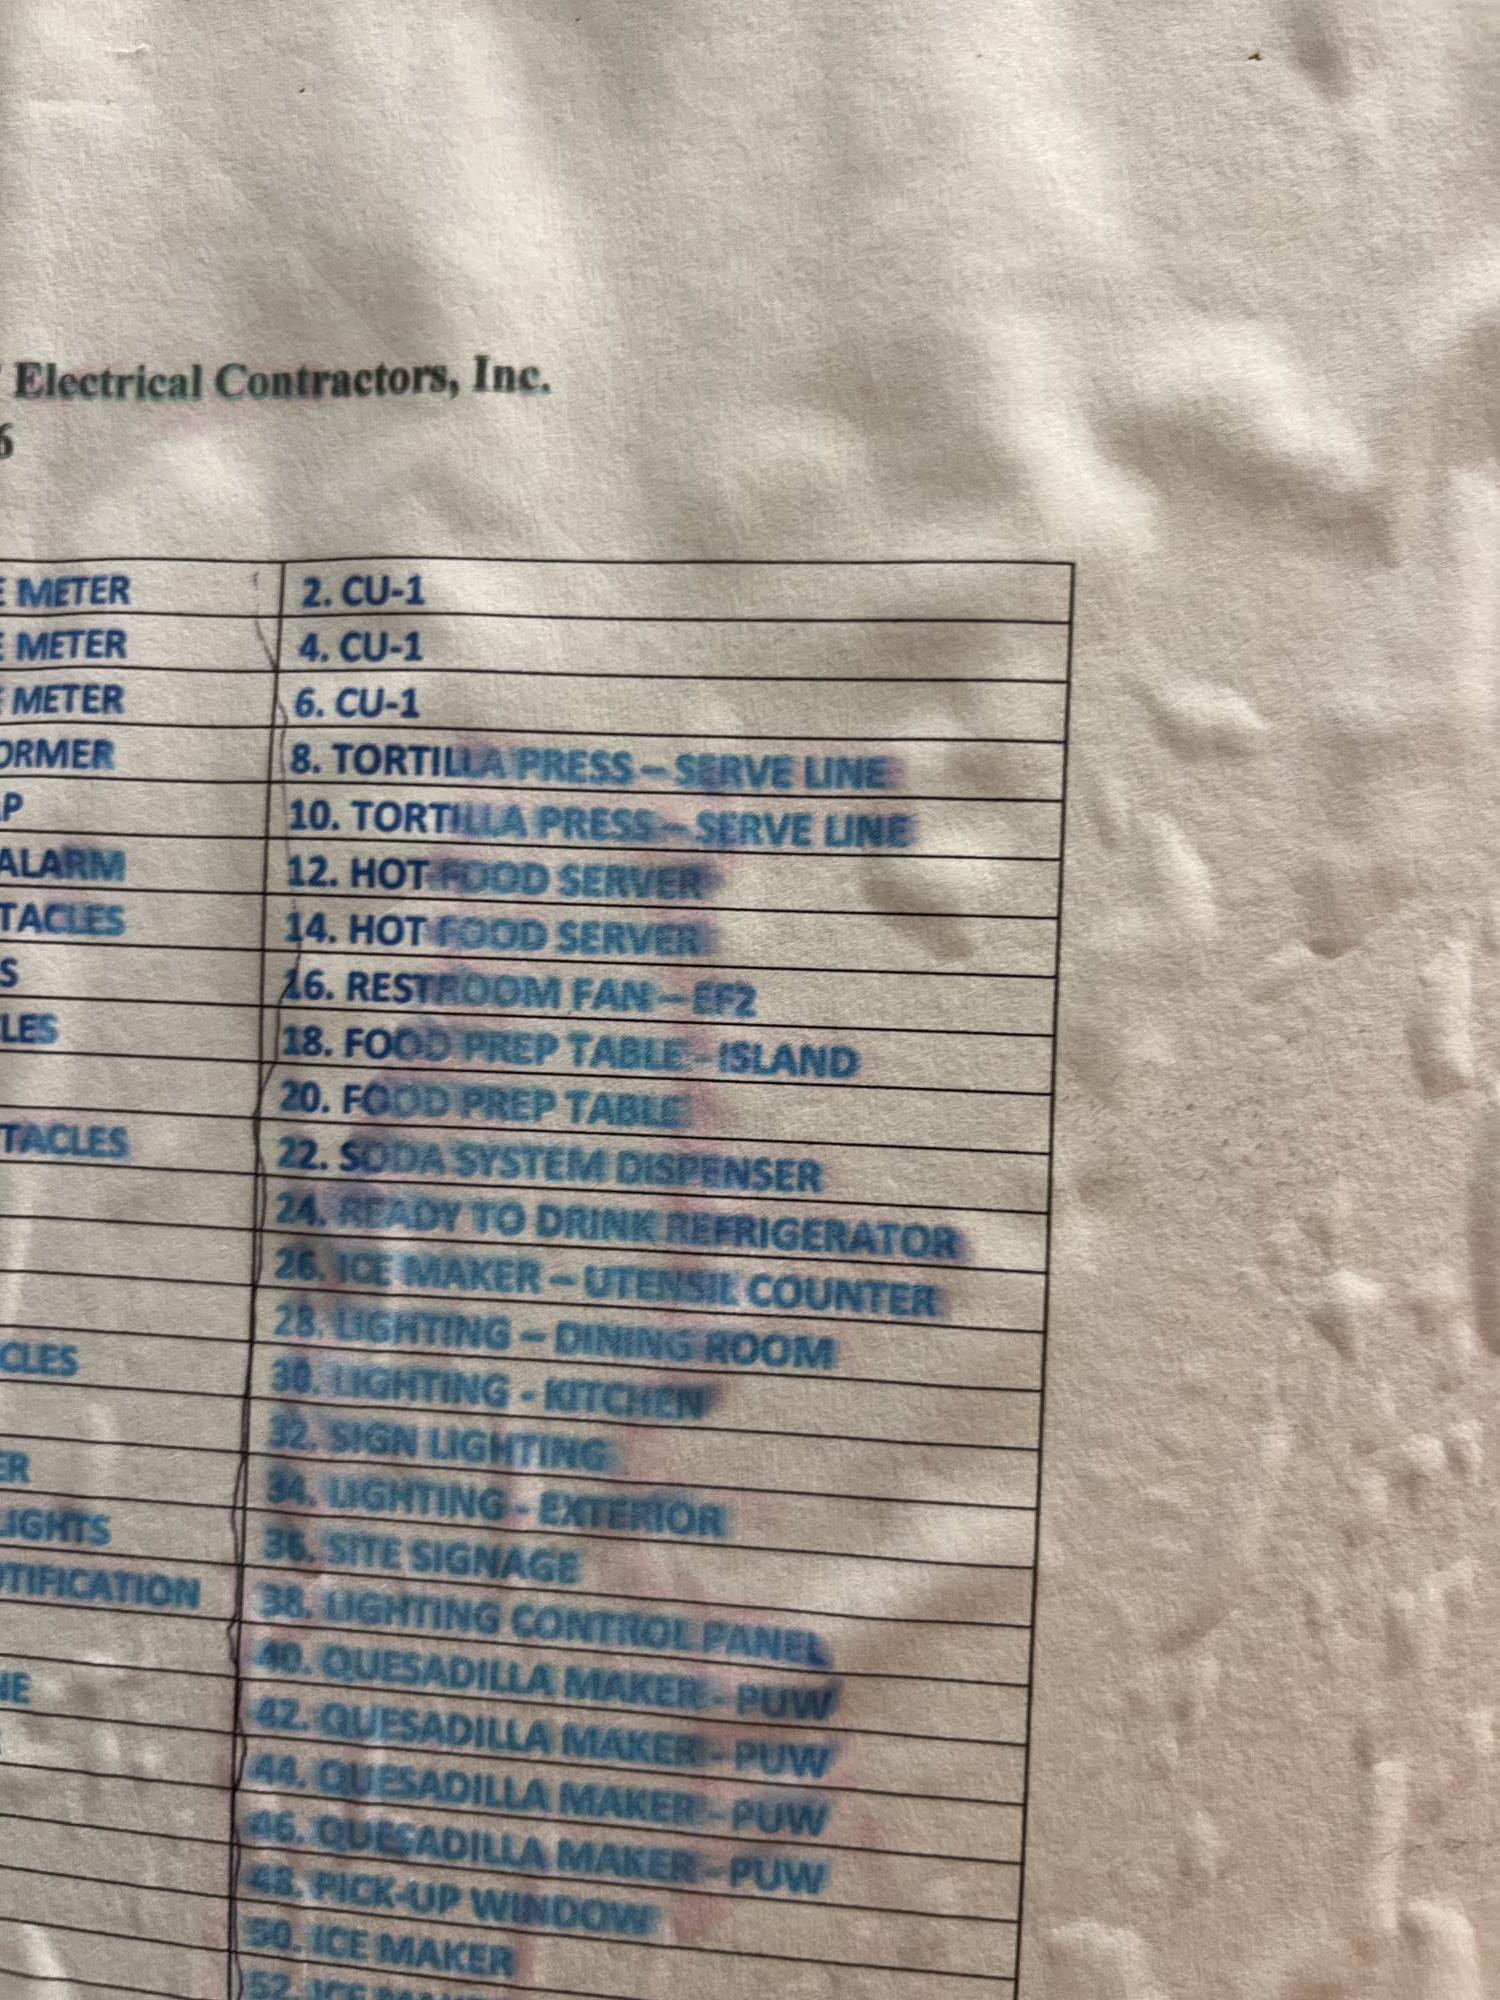 Electrical Contractors, Inc.
6
E METER 2. CU-1
E METER 4. CU-1
METER 6. CU-1
ORMER 8. TORTILLA PRESS – SERVE LINE
P 10. TORTILLA PRESS – SERVE LINE
ALARM 12. HOT FOOD SERVER
TACLES 14. HOT FOOD SERVER
S 16. RESTROOM FAN – EF2
LES 18. FOOD PREP TABLE - ISLAND
20. FOOD PREP TABLE
TACLES 22. SODA SYSTEM DISPENSER
24. READY TO DRINK REFRIGERATOR
26. ICE MAKER – UTENSIL COUNTER
28. LIGHTING – DINING ROOM
CLES 30. LIGHTING - KITCHEN
32. SIGN LIGHTING
ER 34. LIGHTING - EXTERIOR
LIGHTS 36. SITE SIGNAGE
OTIFICATION 38. LIGHTING CONTROL PANEL
40. QUESADILLA MAKER - PUW
NE 42. QUESADILLA MAKER - PUW
44. QUESADILLA MAKER - PUW
46. QUESADILLA MAKER - PUW
48. PICK-UP WINDOW
50. ICE MAKER
52. ICE